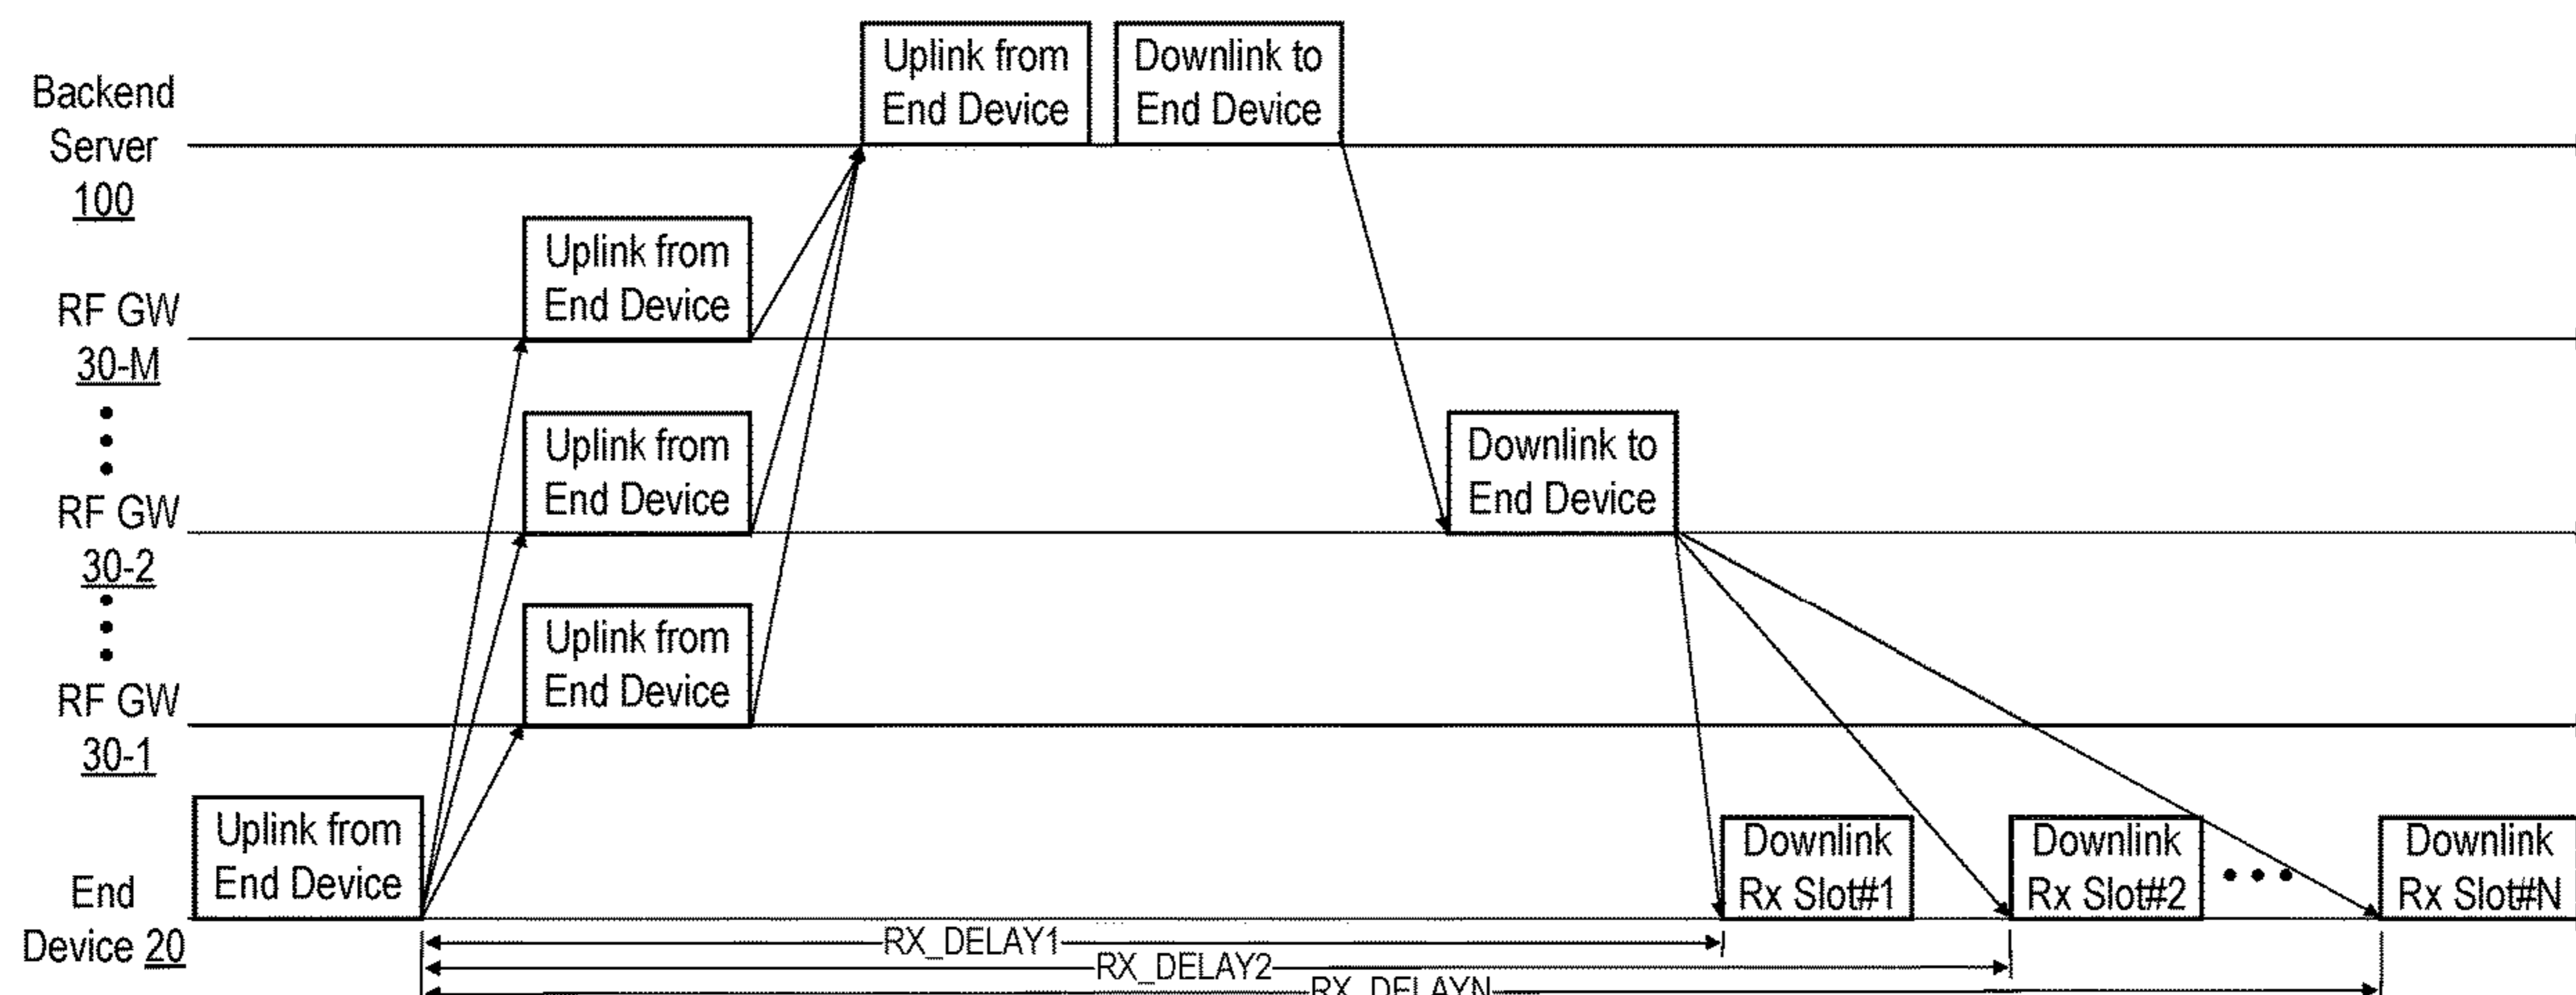 Uplink from
End Device
Downlink to
End Device
Backend
Server
100
Uplink from
End Device
RF GW
30-M
Uplink from
End Device
Downlink to
End Device
RF GW
30-2
Uplink from
End Device
RF GW
30-1
Uplink from
End Device
Downlink
Rx Slot#1
Downlink
Rx Slot#2
Downlink
Rx Slot#N
End
Device 20
RX_DELAY1
RX_DELAY2
RX_DELAYN